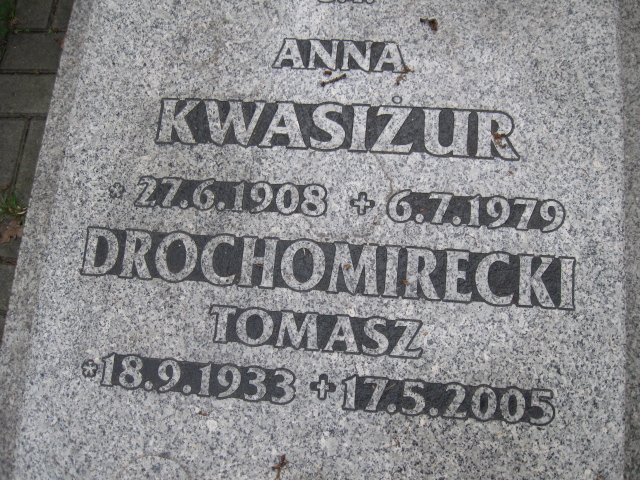 ANNA
KWASIŻUR
* 27.6.1908 + 6.7.1979
DROCHOMIRECKI
TOMASZ
*18.9.1933 +17.5.2005